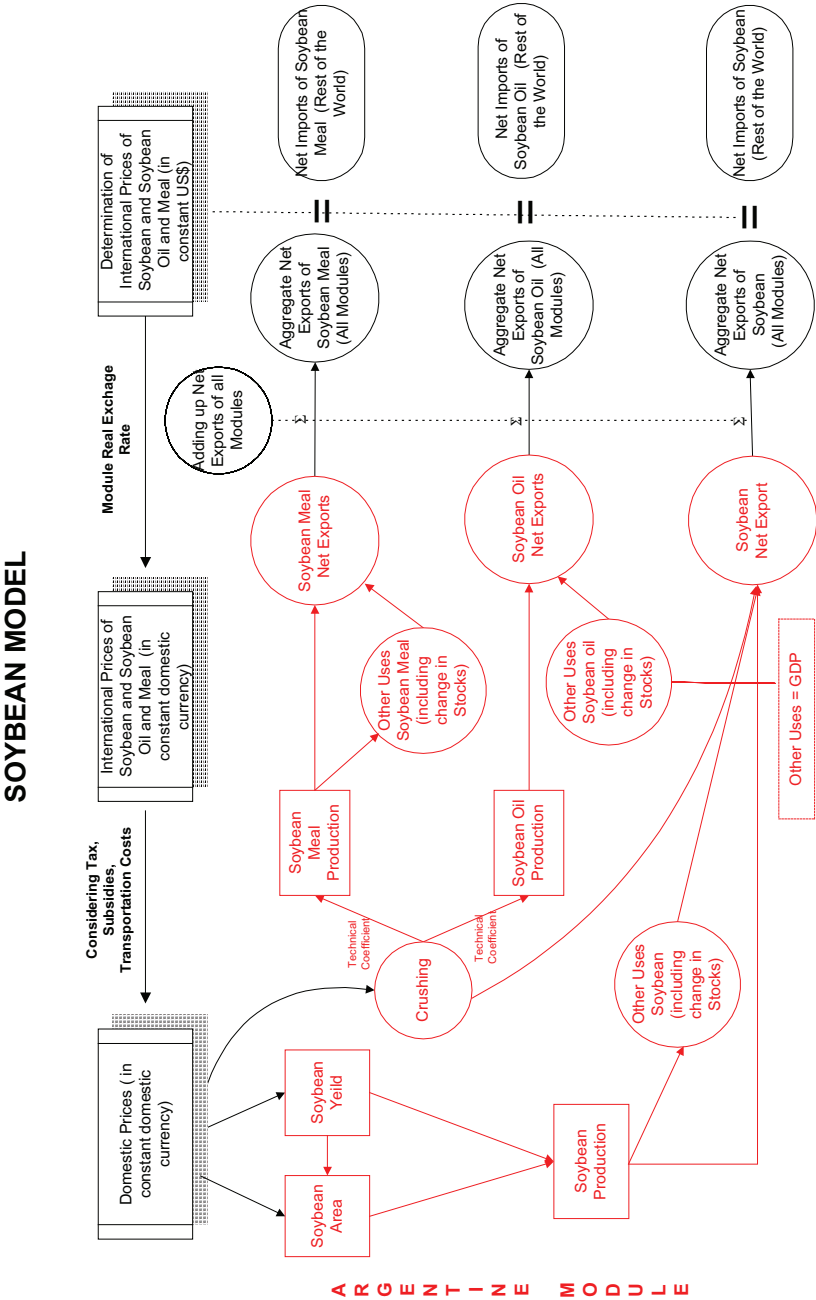 SOYBEAN MODEL
Domestic Prices ( in
constant domestic
currency)
Considering Tax,
Subsidies,
Transportation Costs
International Prices of
Soybean and Soybean
Oil and Meal (in
constant domestic
currency)
Module Real Exchage
Rate
Determination of
International Prices of
Soybean and Soybean
Oil and Meal (in
constant US$)
Adding up Net
Exports of all
Modules
ARGENTINE MODULE
Soybean
Area
Soybean
Yeild
Crushing
Technical
Coefficient
Technical
Coefficient
Soybean
Meal
Production
Other Uses
Soybean Meal
(including
change in
Stocks)
Soybean Meal
Net Exports
Σ
Aggregate Net
Exports of
Soybean Meal
(All Modules)
=
Net Imports of Soybean
Meal (Rest of the
World)
Soybean Oil
Production
Other Uses
Soybean oil
(including
change in
Stocks)
Soybean Oil
Net Exports
Σ
Aggregate Net
Exports of
Soybean Oil (All
Modules)
=
Net Imports of
Soybean Oil (Rest of
the World)
Soybean
Production
Other Uses
Soybean
(including
change in
Stocks)
Other Uses = GDP
Soybean
Net Export
Σ
Aggregate Net
Exports of
Soybean
(All Modules)
=
Net Imports of Soybean
(Rest of the World)